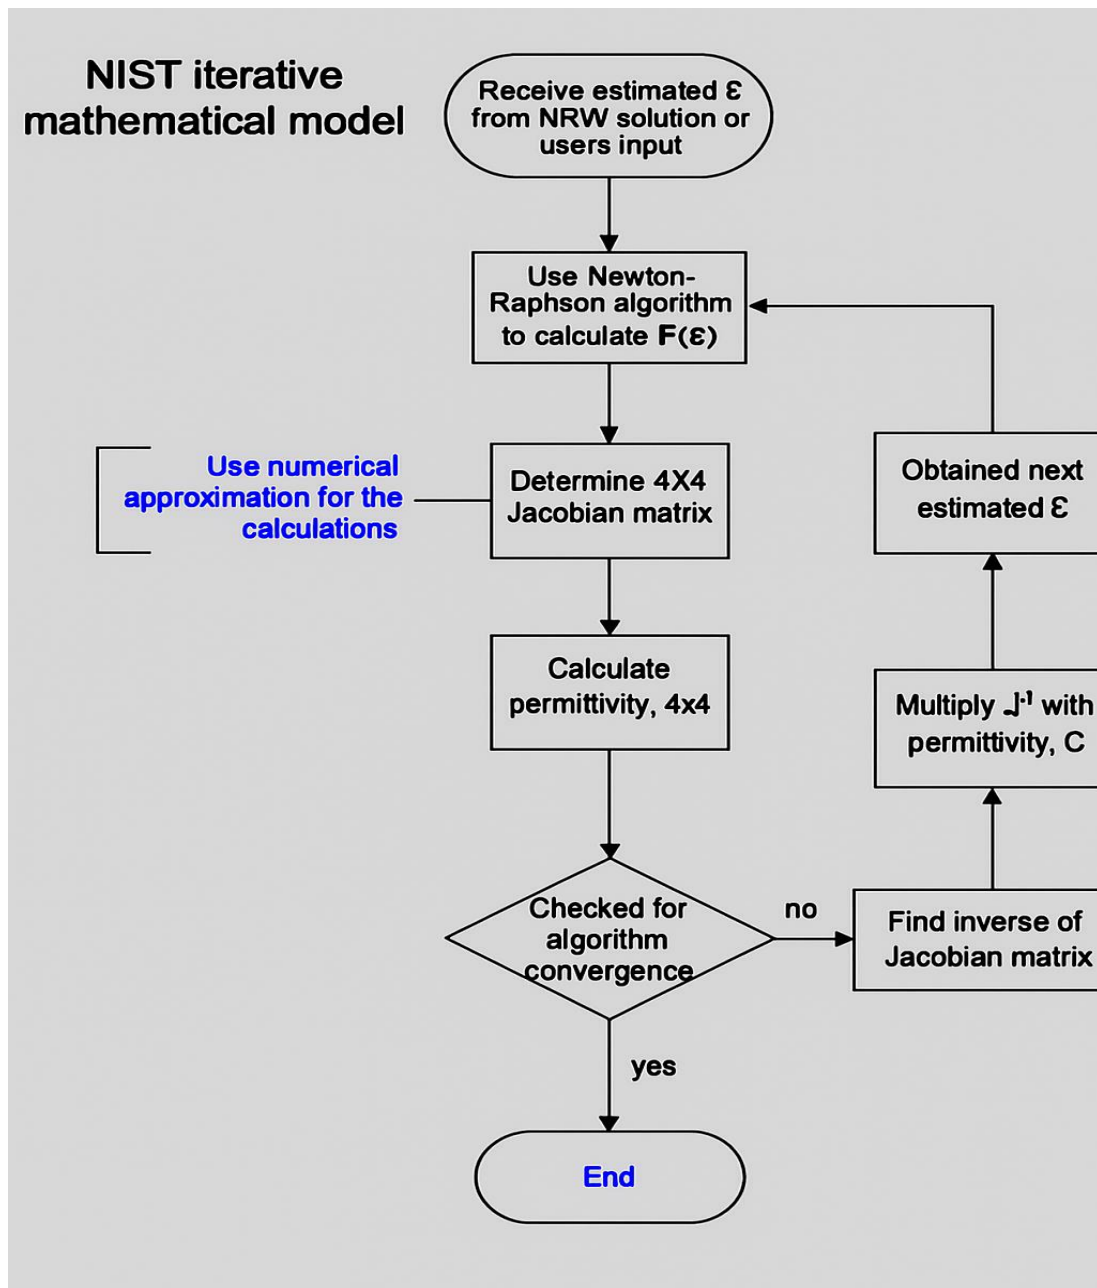 NIST iterative
mathematical model
Receive estimated ε
from NRW solution or
users input
Use Newton-
Raphson algorithm
to calculate F(ε)
Use numerical
approximation for the
calculations
Determine 4X4
Jacobian matrix
Calculate
permittivity, 4x4
Checked for
algorithm
convergence
no
yes
End
Find inverse of
Jacobian matrix
Multiply J⁻¹ with
permittivity, C
Obtained next
estimated ε